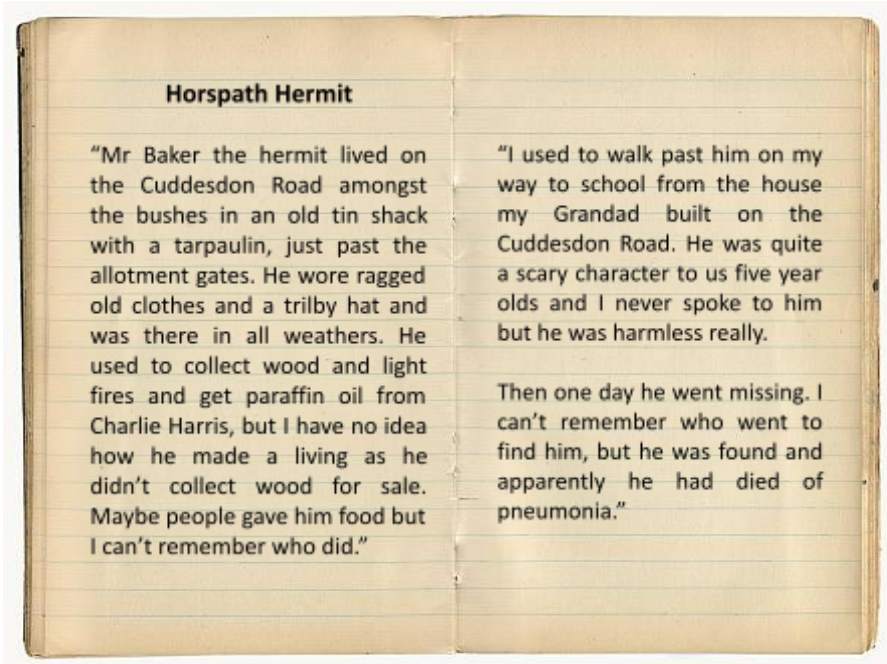 Horspath Hermit
“Mr Baker the hermit lived on
the Cuddesdon Road amongst
the bushes in an old tin shack
with a tarpaulin, just past the
allotment gates. He wore ragged
old clothes and a trilby hat and
was there in all weathers. He
used to collect wood and light
fires and get paraffin oil from
Charlie Harris, but I have no idea
how he made a living as he
didn’t collect wood for sale.
Maybe people gave him food but
I can’t remember who did.”
“I used to walk past him on my
way to school from the house
my Grandad built on the
Cuddesdon Road. He was quite
a scary character to us five year
olds and I never spoke to him
but he was harmless really.
Then one day he went missing. I
can’t remember who went to
find him, but he was found and
apparently he had died of
pneumonia.”